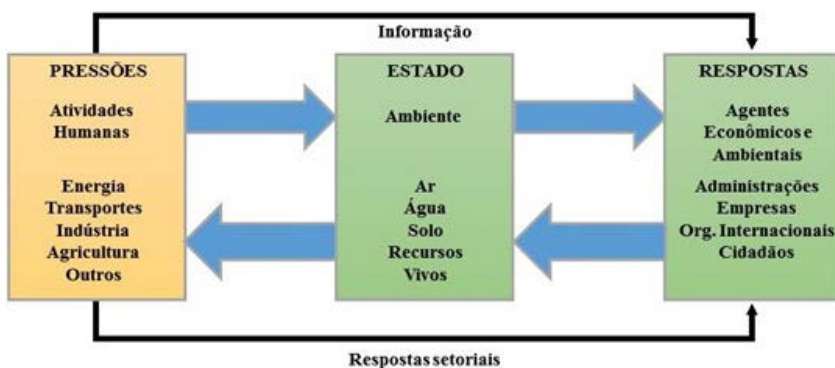 Informação
PRESSÕES
Atividades
Humanas
Energia
Transportes
Indústria
Agricultura
Outros
ESTADO
Ambiente
Ar
Água
Solo
Recursos
Vivos
RESPOSTAS
Agentes
Econômicos e
Ambientais
Administrações
Empresas
Org. Internacionais
Cidadãos
Respostas setoriais